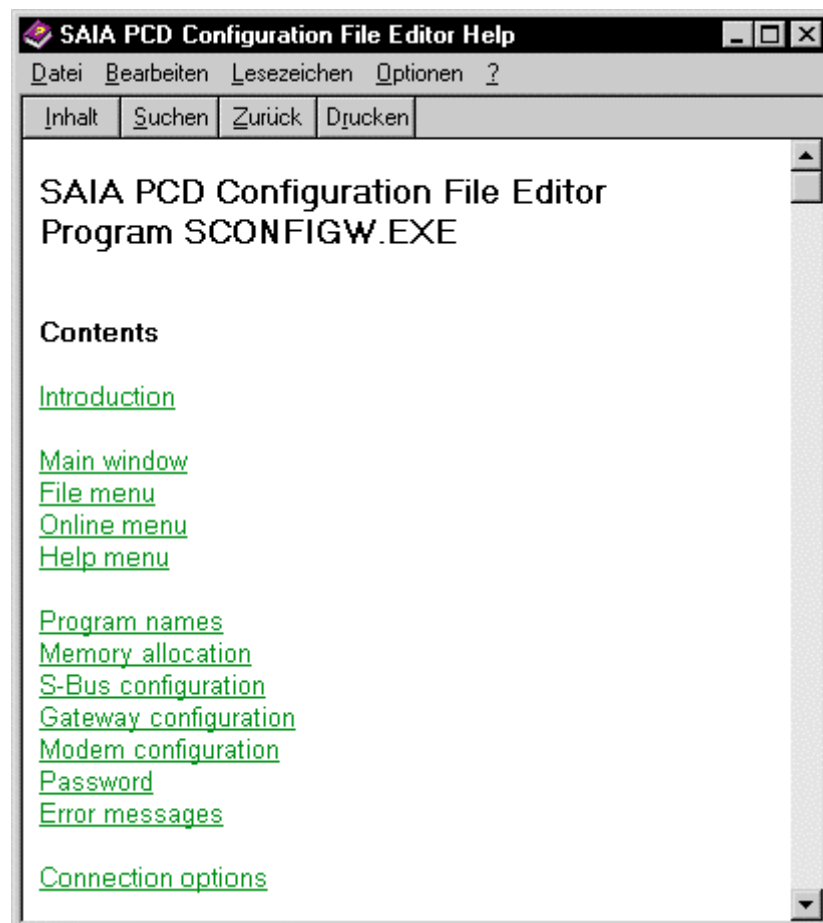 SAIA PCD Configuration File Editor Help
Datei Bearbeiten Lesezeichen Optionen ?
Inhalt Suchen Zurück Drucken
SAIA PCD Configuration File Editor
Program SCONFIGW.EXE
Contents
Introduction
Main window
File menu
Online menu
Help menu
Program names
Memory allocation
S-Bus configuration
Gateway configuration
Modem configuration
Password
Error messages
Connection options